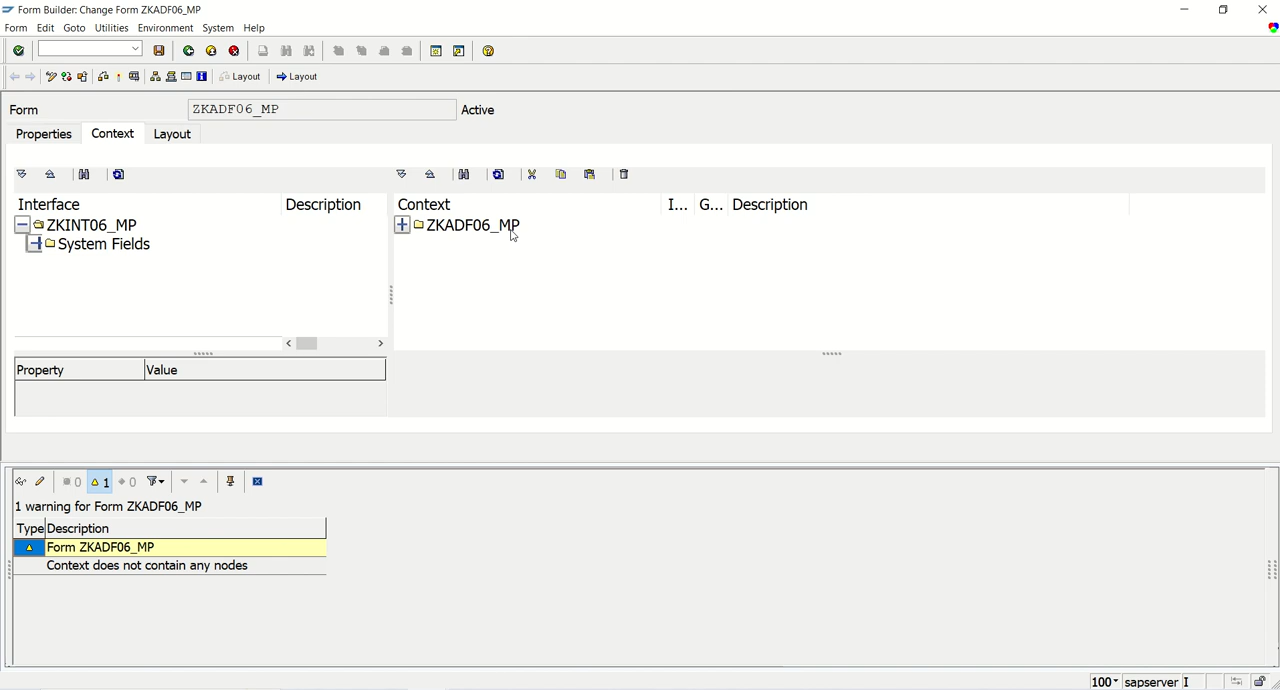 Form Builder: Change Form ZKADF06_MP
Form Edit Goto Utilities Environment System Help
Layout Layout
Form ZKADF06_MP Active
Properties Context Layout
Interface Description Context I... G... Description
ZKINT06_MP ZKADF06_MP
System Fields
Property Value
0 1 0
1 warning for Form ZKADF06_MP
Type Description
Form ZKADF06_MP
Context does not contain any nodes
100 sapserver I